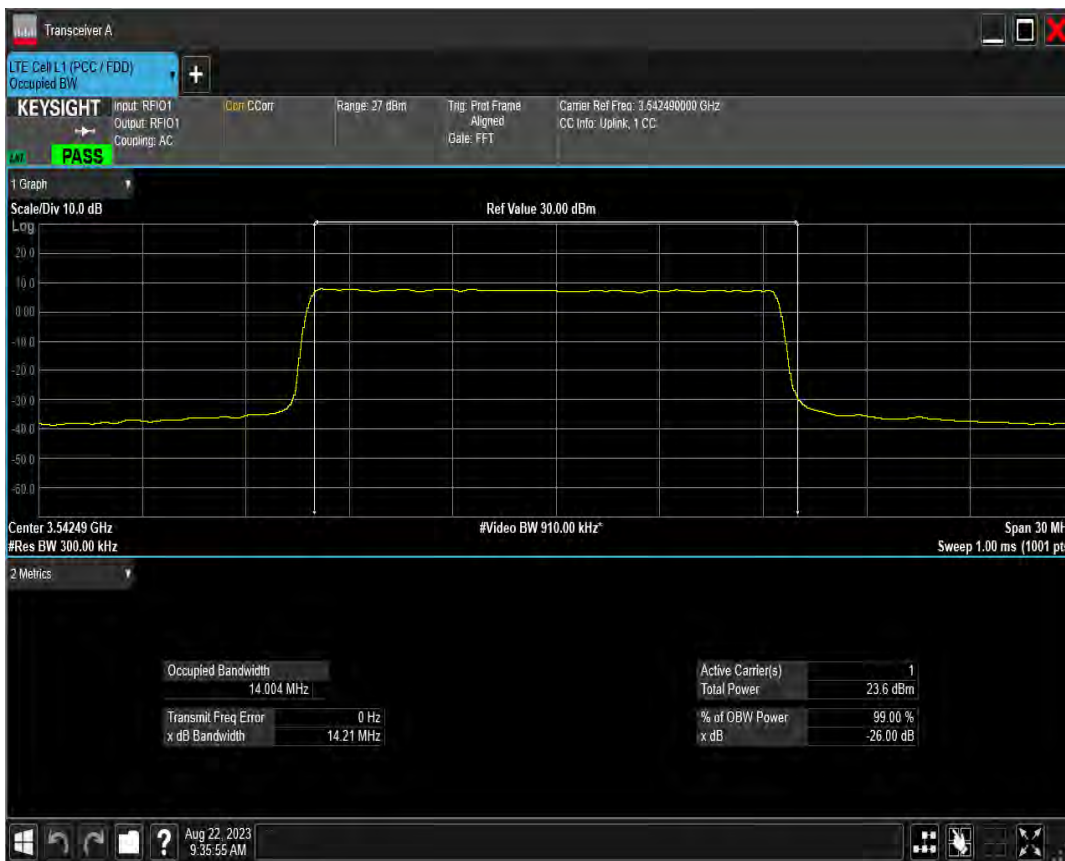 Transceiver A
LTE Cell L1 (PCC / FDD)
Occupied BW
+
KEYSIGHT
Input: RFIO1
Output: RFIO1
Coupling: AC
Corr CCorr
Range: 27 dBm
Trig: Prot Frame
Aligned
Gate: FFT
Carrier Ref Freq: 3.542490000 GHz
CC Info: Uplink, 1 CC
PASS
1 Graph
Scale/Div 10.0 dB
Ref Value 30.00 dBm
Log
20.0
10.0
0.00
-10.0
-20.0
-30.0
-40.0
-50.0
-60.0
Center 3.54249 GHz
#Video BW 910.00 kHz*
Span 30 MH
#Res BW 300.00 kHz
Sweep 1.00 ms (1001 pts
2 Metrics
Occupied Bandwidth
14.004 MHz
Transmit Freq Error 0 Hz
x dB Bandwidth 14.21 MHz
Active Carrier(s) 1
Total Power 23.6 dBm
% of OBW Power 99.00 %
x dB -26.00 dB
?
Aug 22, 2023
9:35:55 AM